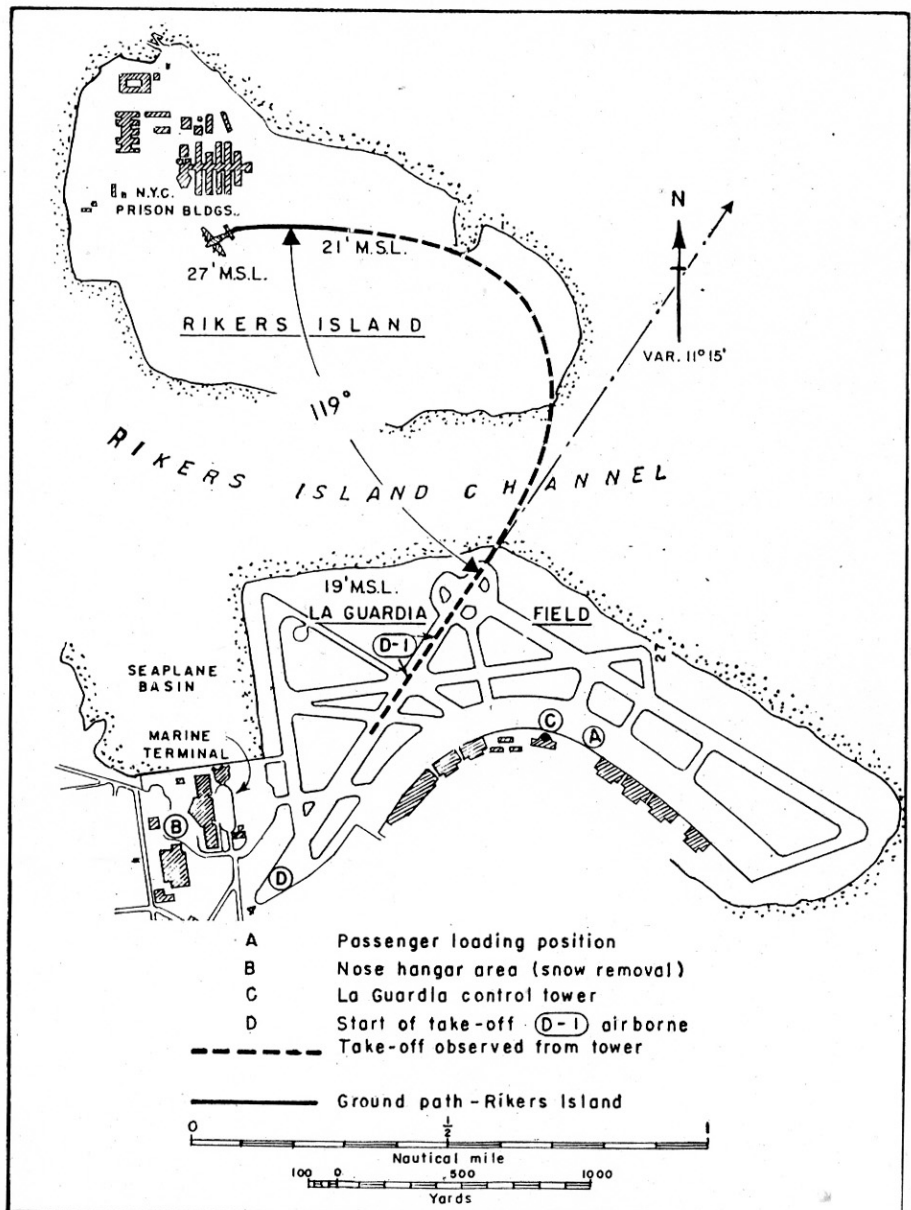 N.Y.C.
PRISON BLDGS..
27' M.S.L.
21' M.S.L.
N
VAR. 11° 15'
RIKERS ISLAND
119°
RIKERS ISLAND CHANNEL
19' M.S.L.
LA GUARDIA FIELD
D-1
27
SEAPLANE
BASIN
MARINE
TERMINAL
C
A
B
D
4
A Passenger loading position
B Nose hangar area (snow removal)
C La Guardia control tower
D Start of take-off D-1 airborne
Take-off observed from tower
Ground path - Rikers Island
0 1/2 1
Nautical mile
100 0 500 1000
Yards